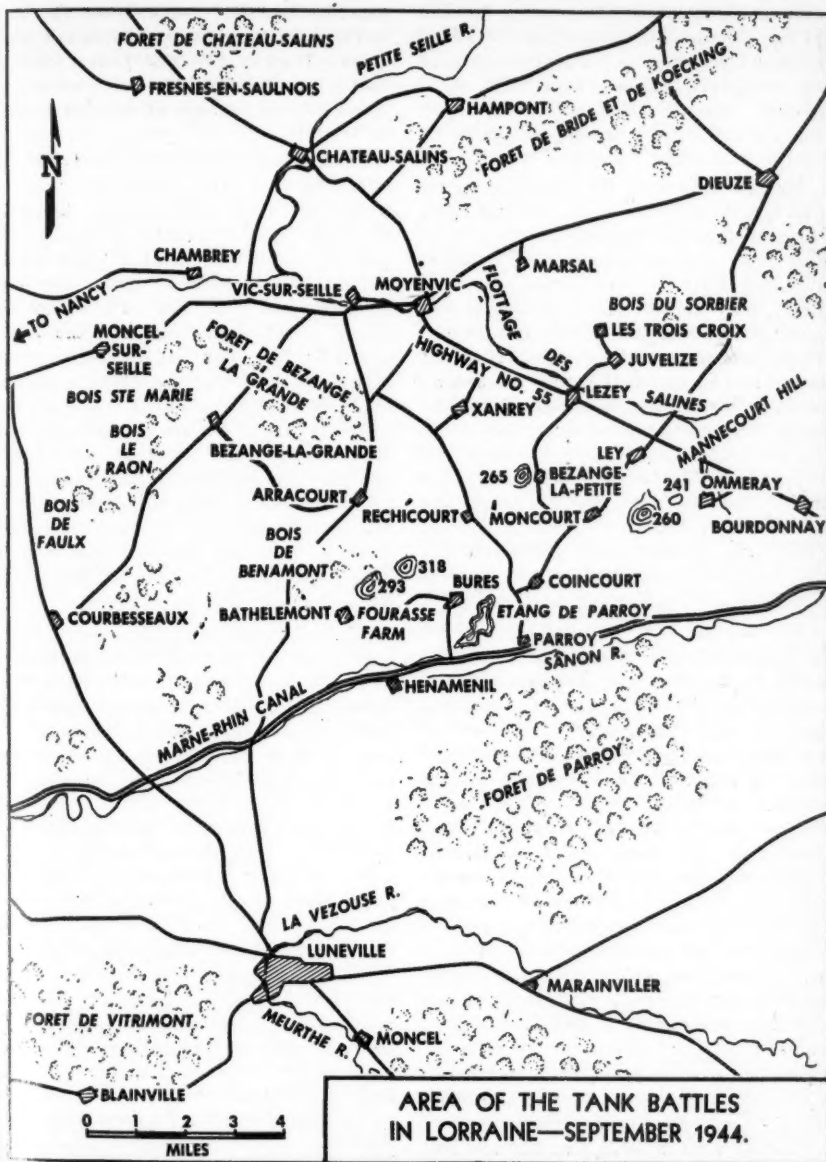 FORET DE CHATEAU-SALINS
PETITE SEILLE R.
FRESNES-EN-SAULNOIS
HAMPONT
FORET DE BRIDE ET DE KOECKING
N
CHATEAU-SALINS
DIEUZE
CHAMBREY
MARSAL
VIC-SUR-SEILLE
MOYENVIC
FLOTTAGE DES SALINES
TO NANCY
BOIS DU SORBIER
LES TROIS CROIX
MONCEL-
SUR-
SEILLE
FORET DE BEZANGE
LA GRANDE
HIGHWAY NO. 55
JUVELIZE
BOIS STE MARIE
LEZEY
XANREY
MANNECOURT HILL
BOIS
LE
RAON
BEZANGE-LA-GRANDE
LEY
265
BEZANGE-
LA-PETITE
241
OMMERAY
ARRACOURT
RECHICOURT
MONCOURT
260
BOURDONNAY
BOIS
DE
FAULX
BOIS
DE
BENAMONT
318
293
BURES
COINCOURT
COURBESSEAUX
BATHELEMONT
FOURASSE
FARM
ETANG DE PARROY
PARROY
SANON R.
HENAMENIL
MARNE-RHIN CANAL
FORET DE PARROY
LA VEZOUSE R.
LUNEVILLE
MARAINVILLER
FORET DE VITRIMONT
MEURTHE R.
MONCEL
BLAINVILLE
0 1 2 3 4
MILES
AREA OF THE TANK BATTLES
IN LORRAINE—SEPTEMBER 1944.